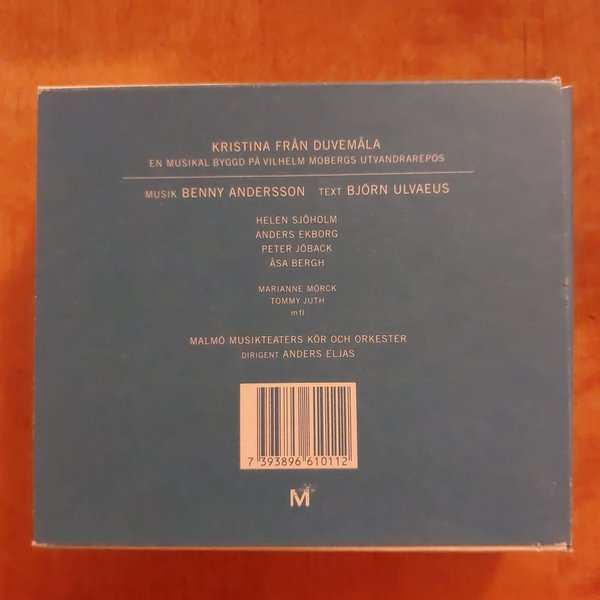 KRISTINA FRÅN DUVEMÅLA
EN MUSIKAL BYGGD PÅ VILHELM MOBERGS UTVANDRAREPOS
MUSIK BENNY ANDERSSON TEXT BJÖRN ULVAEUS
HELEN SJÖHOLM
ANDERS EKBORG
PETER JÖBACK
ÅSA BERGH
MARIANNE MÖRCK
TOMMY JUTH
mfl
MALMÖ MUSIKTEATERS KÖR OCH ORKESTER
DIRIGENT ANDERS ELJAS
7 393896 610112
M